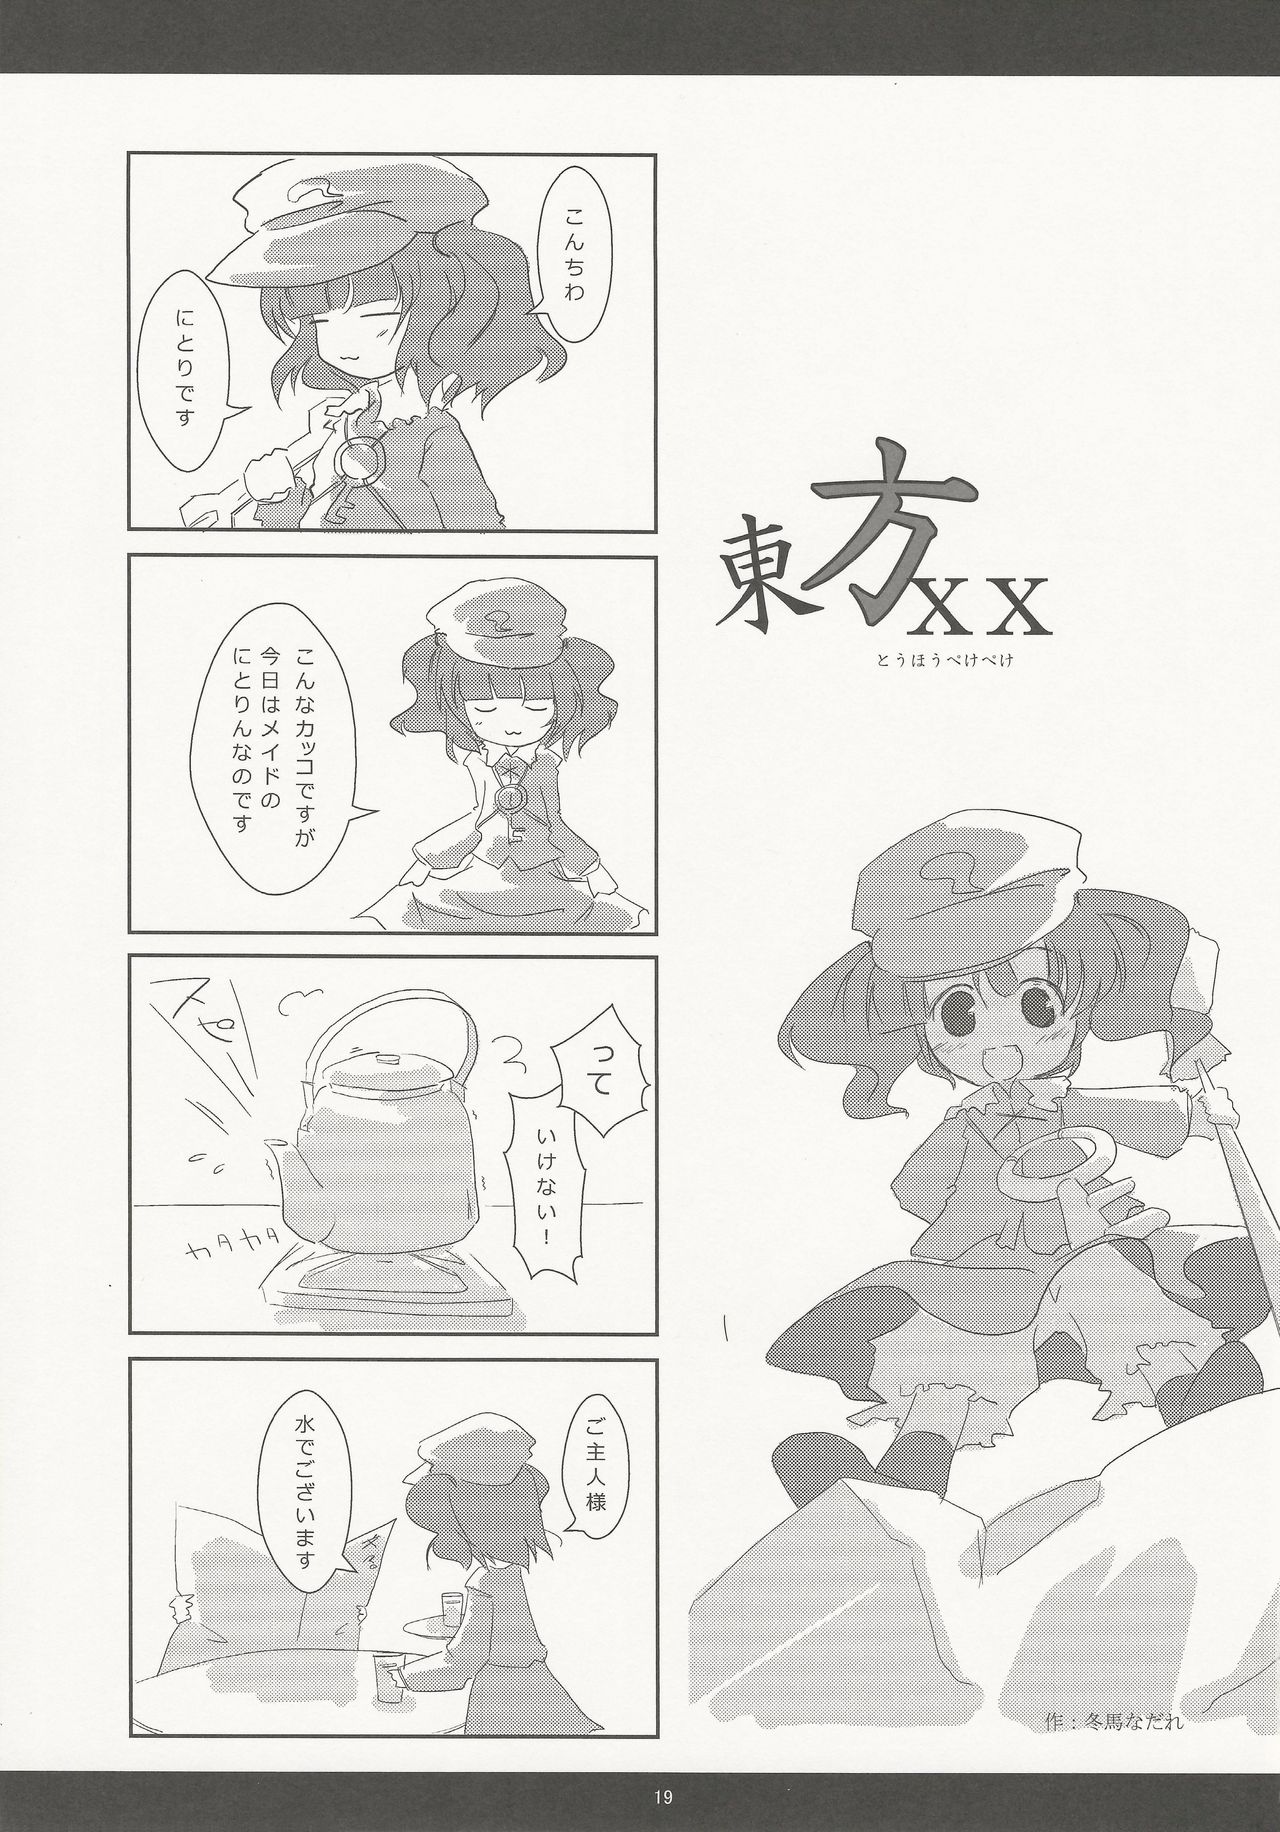 東方xx
とうほうぺけぺけ
作：冬馬なだれ
こんちわ
にとりです
こんなカッコですが
今日はメイドの
にとりんなのです
って
いけない！
スピー
カタカタ
ご主人様
水でございます
19